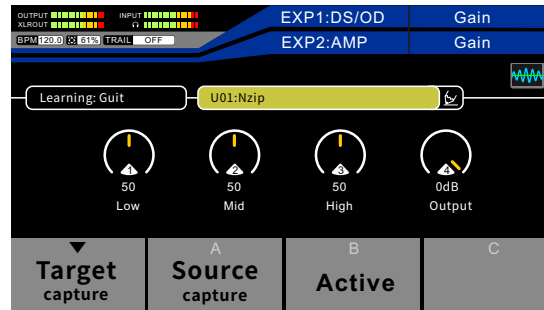 OUTPUT INPUT
XLROUT
BPM 120.0 61% TRAIL OFF
EXP1:DS/OD Gain
EXP2:AMP Gain
Learning: Guit U01:Nzip
1 2 3 4
50 50 50 0dB
Low Mid High Output
A B C
Target Source Active
capture capture